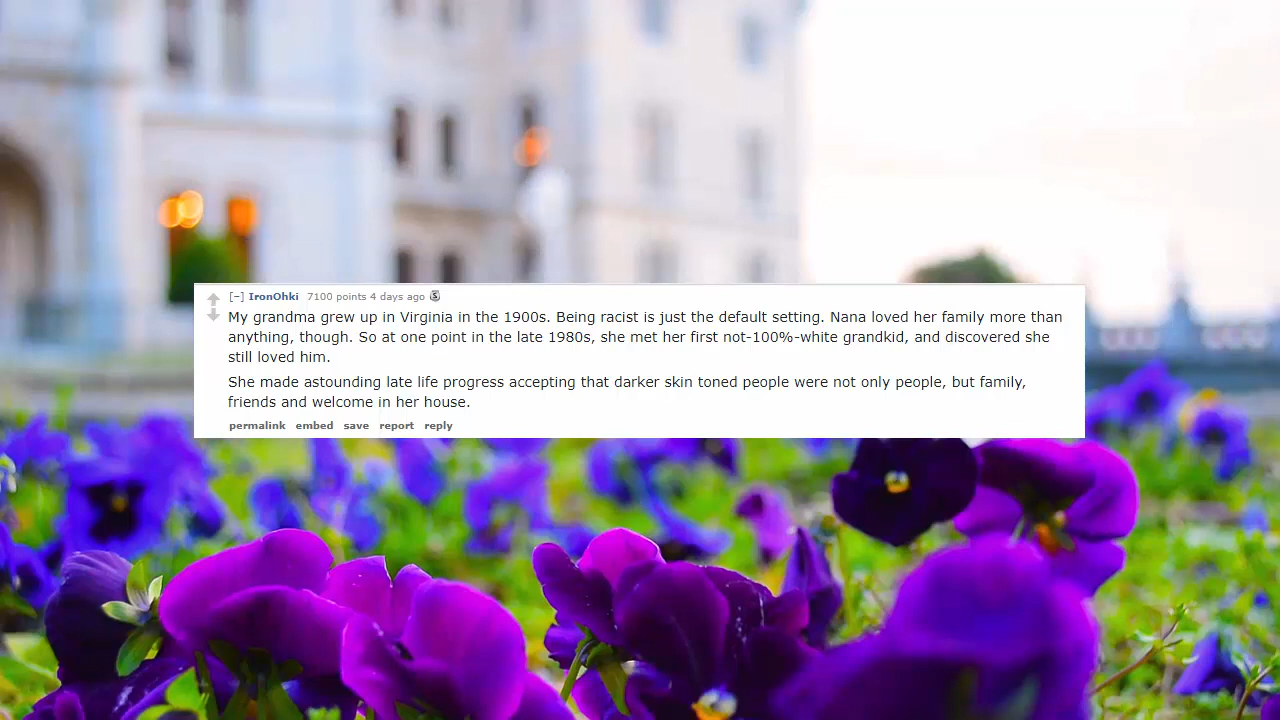 [−] IronOhki 7100 points 4 days ago
My grandma grew up in Virginia in the 1900s. Being racist is just the default setting. Nana loved her family more than
anything, though. So at one point in the late 1980s, she met her first not-100%-white grandkid, and discovered she
still loved him.
She made astounding late life progress accepting that darker skin toned people were not only people, but family,
friends and welcome in her house.
permalink embed save report reply